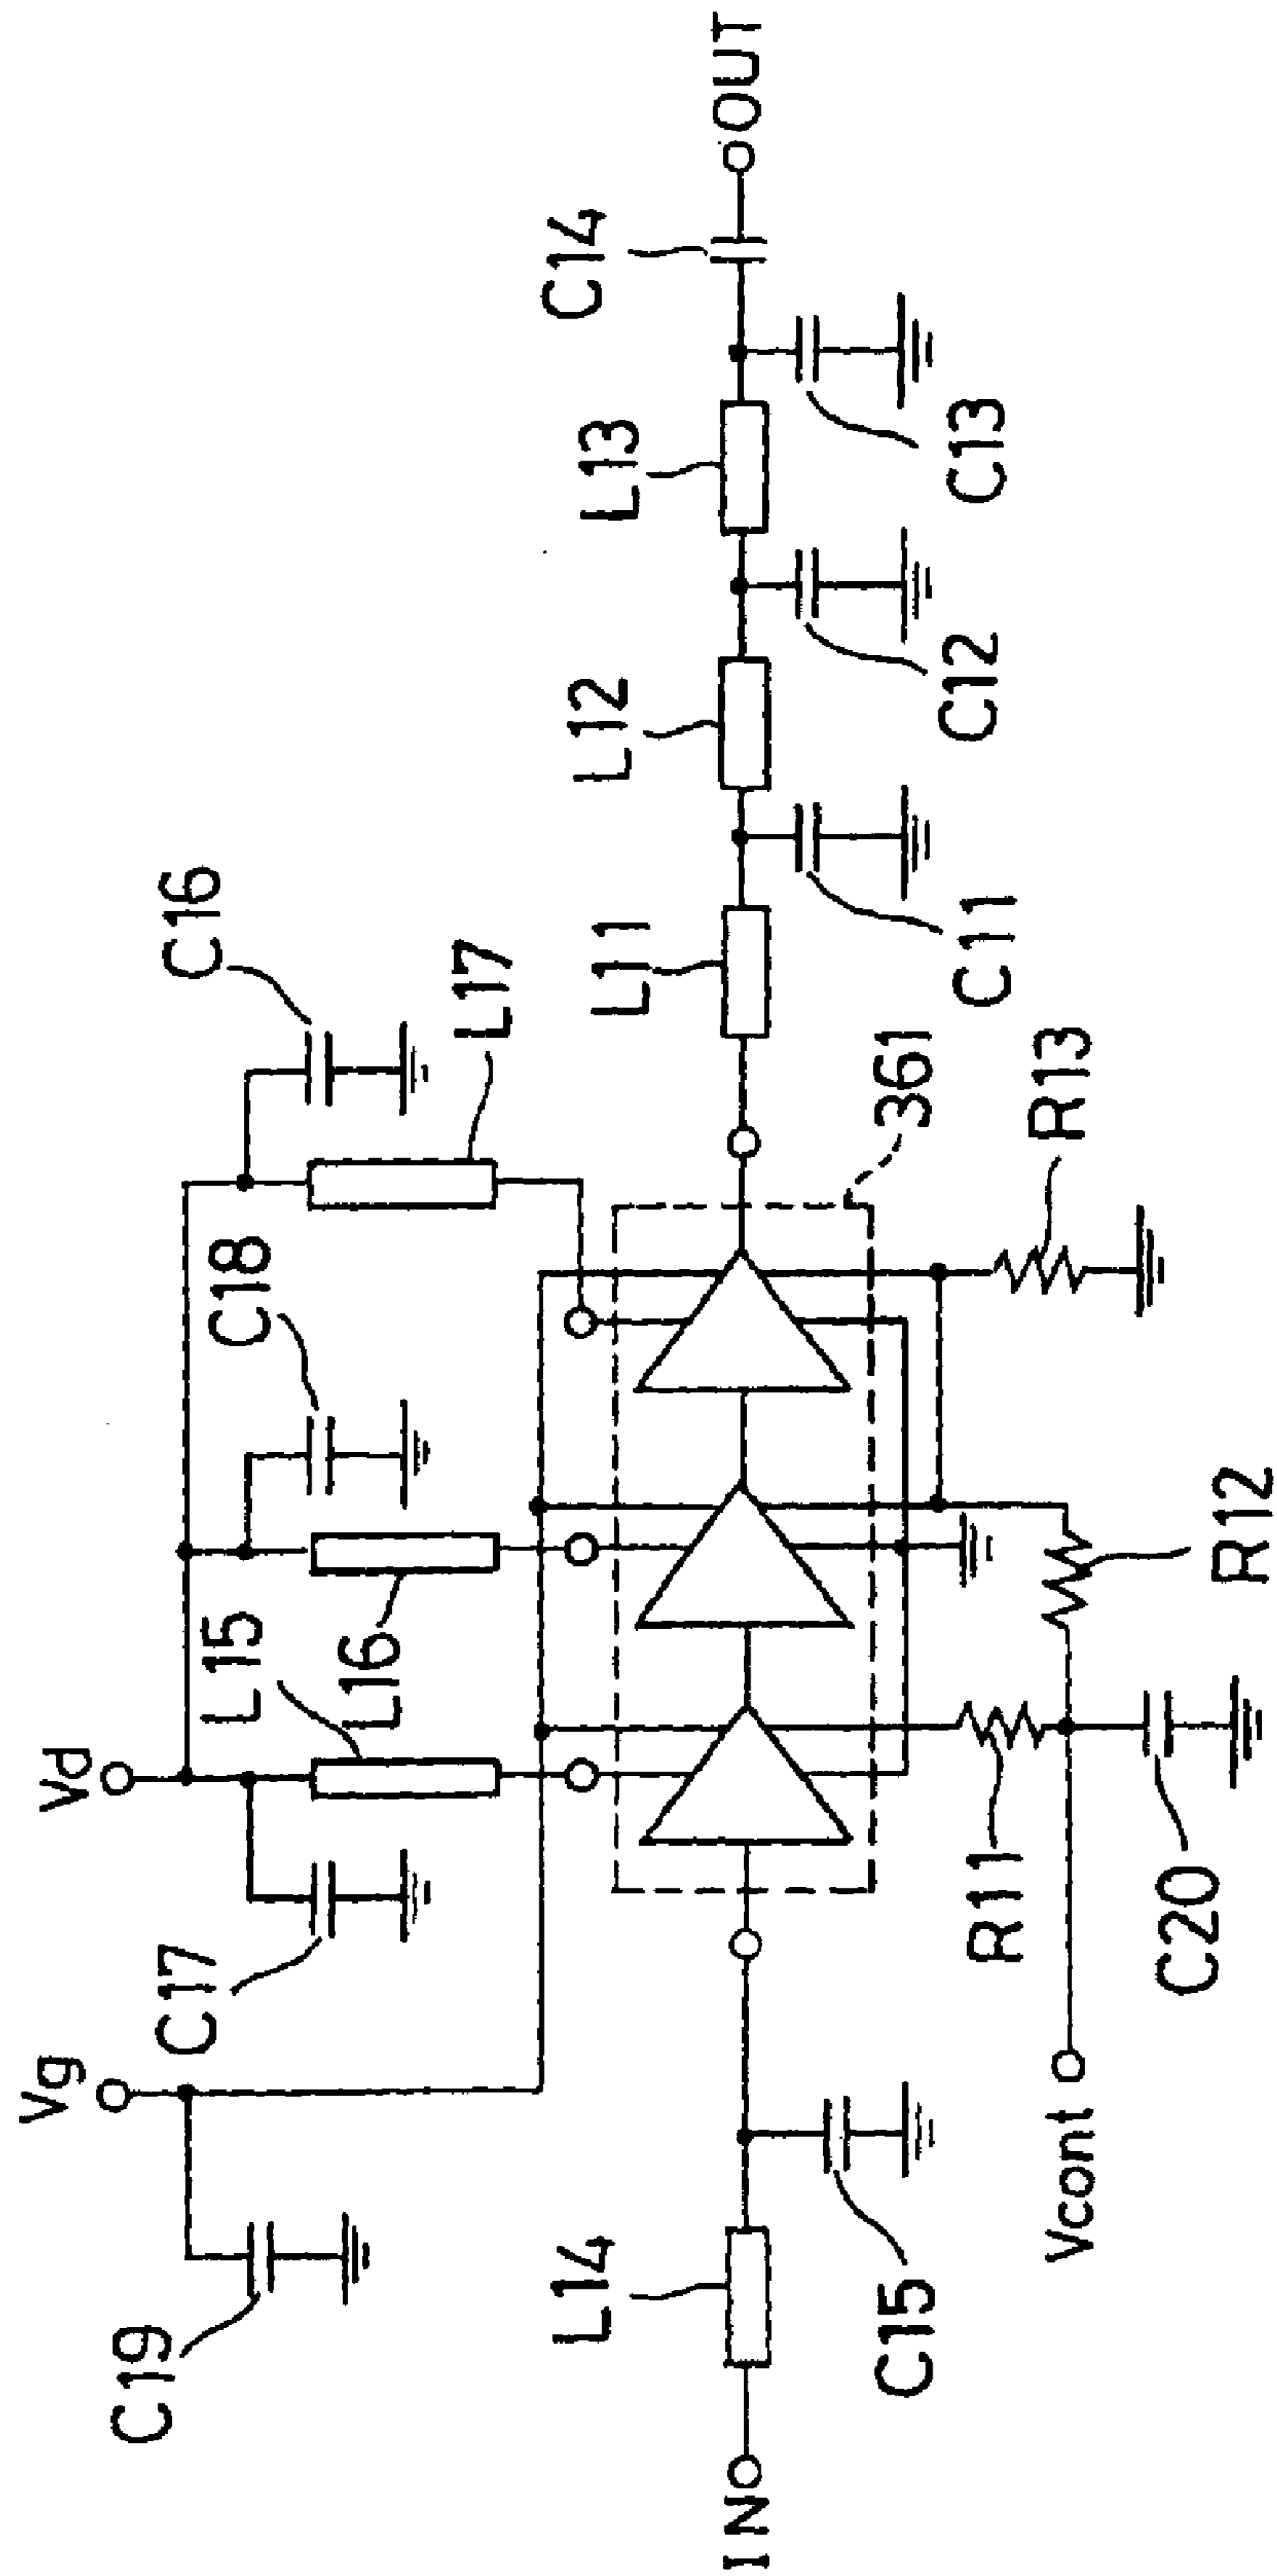 Vg
Vd
C19
C17
L15
L16
C18
C16
L17
IN
L14
C15
361
L11
L12
L13
C14
OUT
C11
C12
C13
Vcont
R11
C20
R12
R13